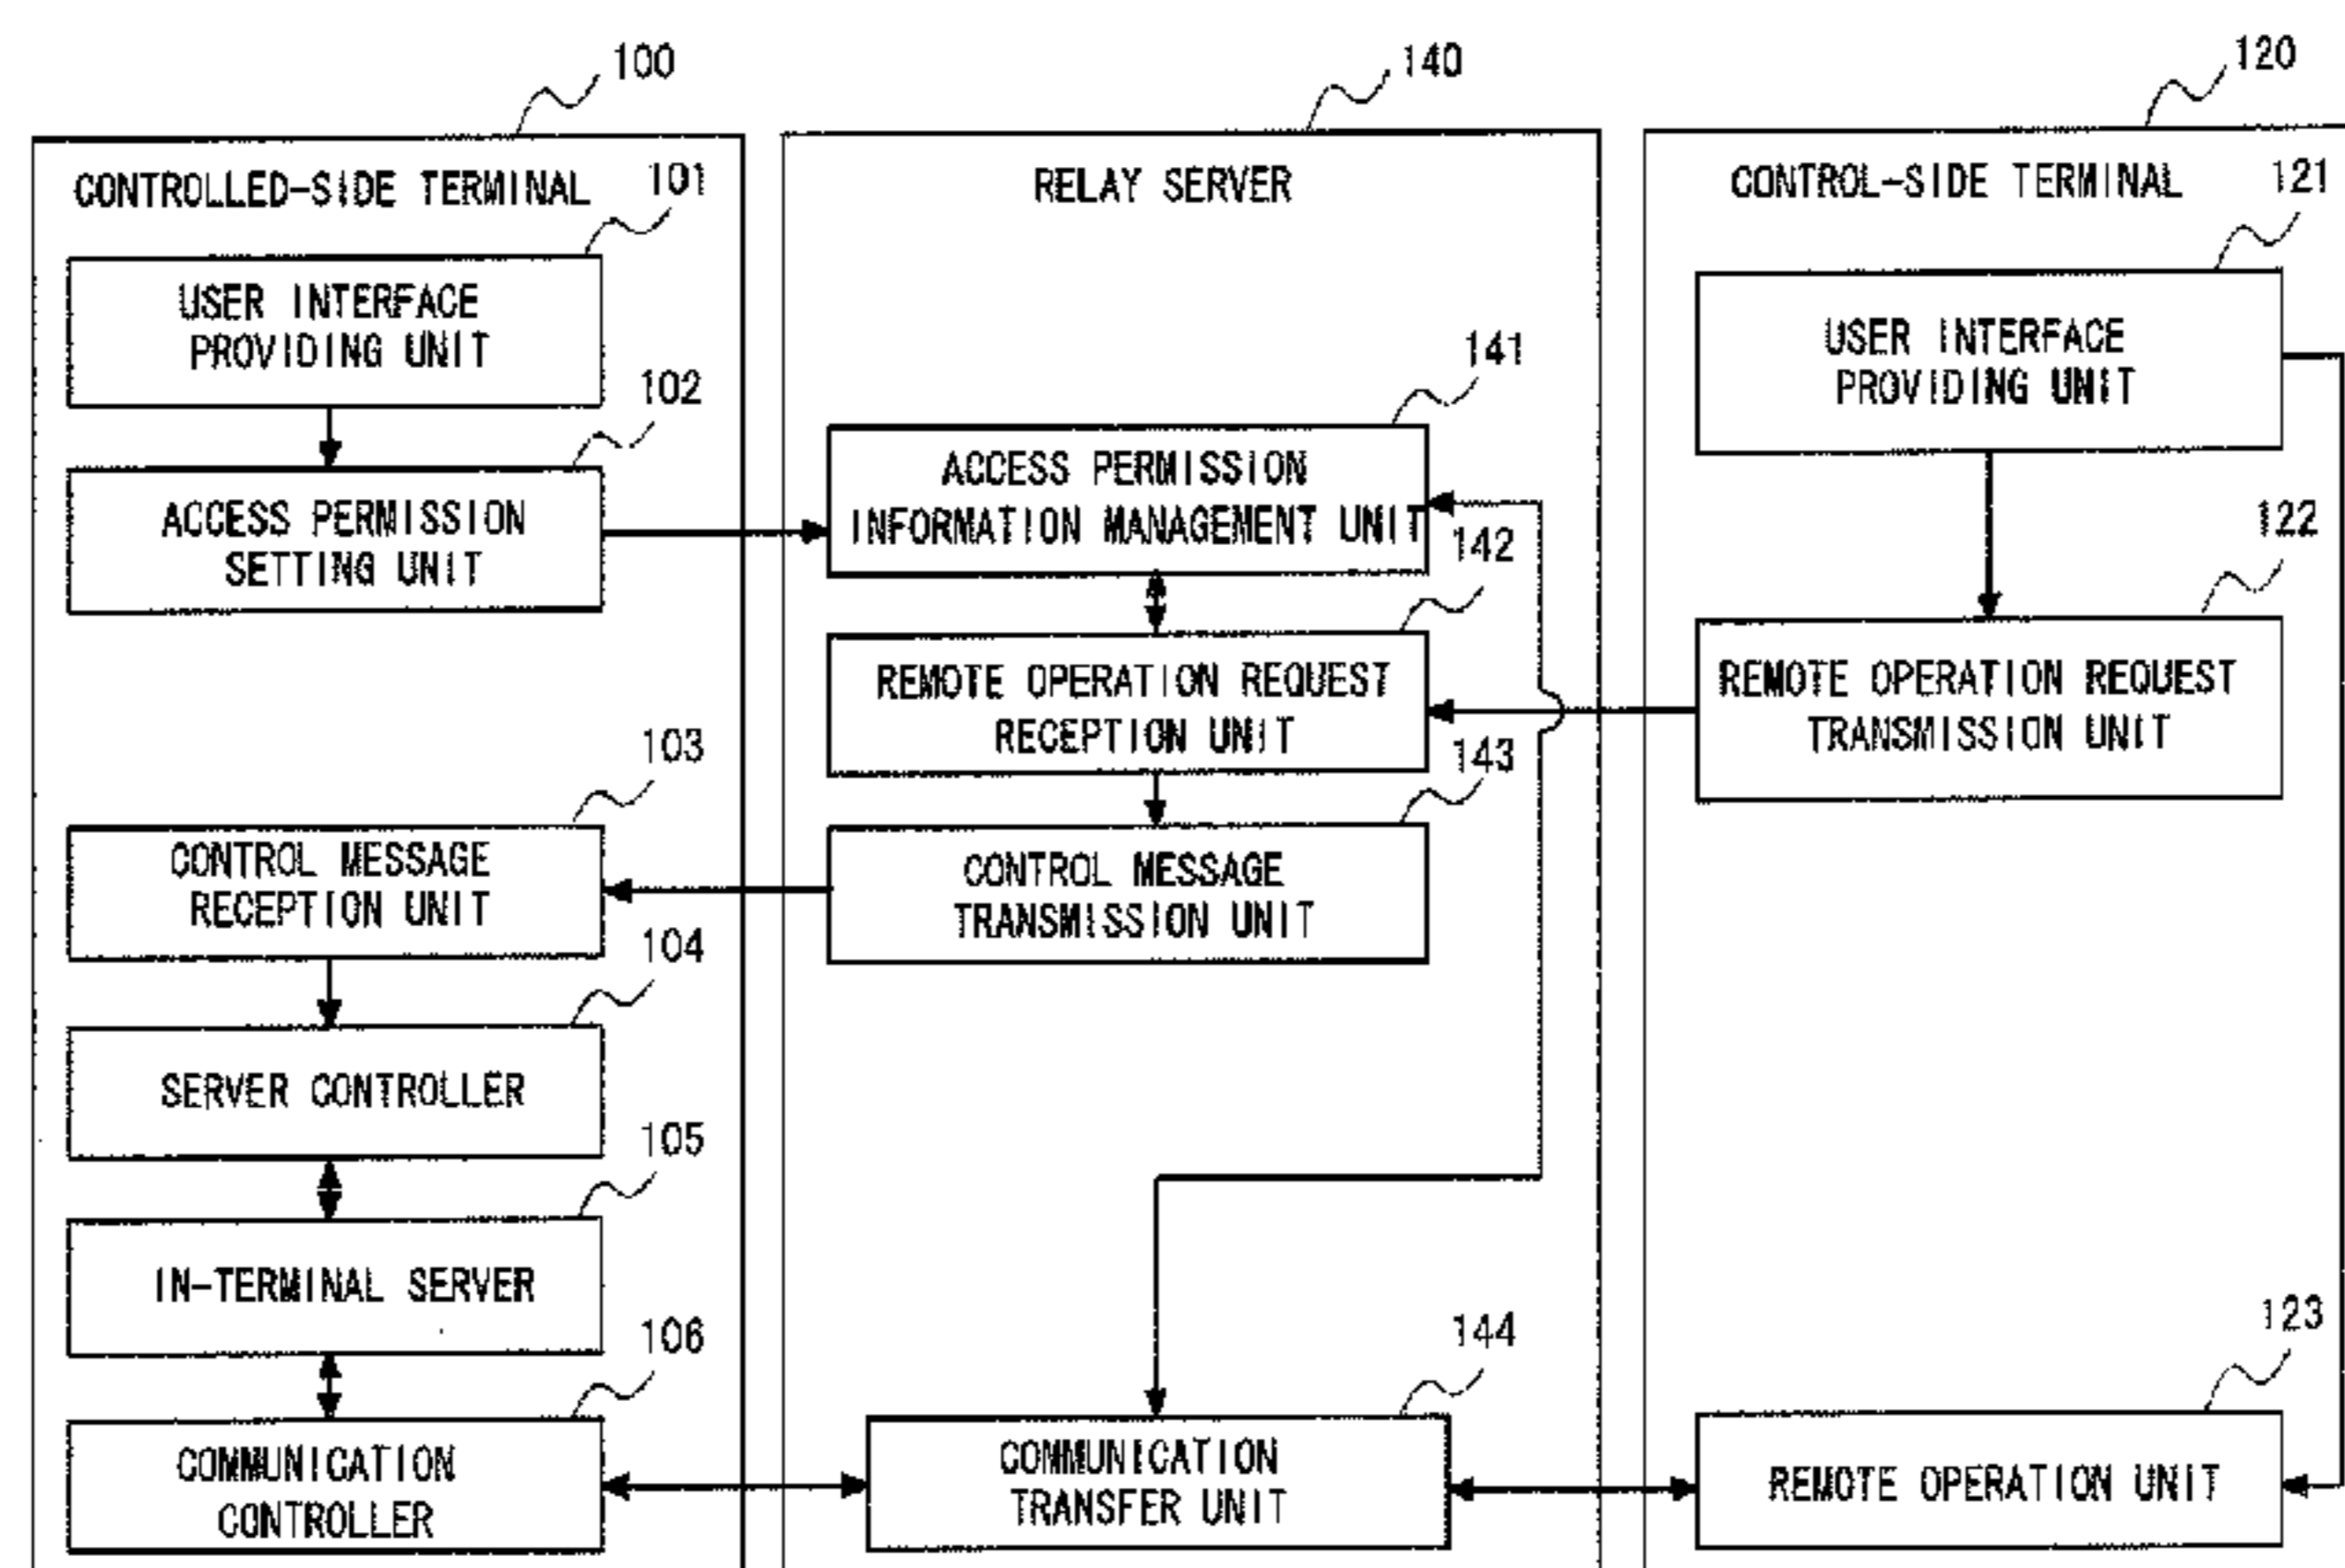 100
140
120
CONTROLLED-SIDE TERMINAL
101
USER INTERFACE
PROVIDING UNIT
102
ACCESS PERMISSION
SETTING UNIT
103
CONTROL MESSAGE
RECEPTION UNIT
104
SERVER CONTROLLER
105
IN-TERMINAL SERVER
106
COMMUNICATION
CONTROLLER
RELAY SERVER
141
ACCESS PERMISSION
INFORMATION MANAGEMENT UNIT
142
REMOTE OPERATION REQUEST
RECEPTION UNIT
143
CONTROL MESSAGE
TRANSMISSION UNIT
144
COMMUNICATION
TRANSFER UNIT
CONTROL-SIDE TERMINAL
121
USER INTERFACE
PROVIDING UNIT
122
REMOTE OPERATION REQUEST
TRANSMISSION UNIT
123
REMOTE OPERATION UNIT